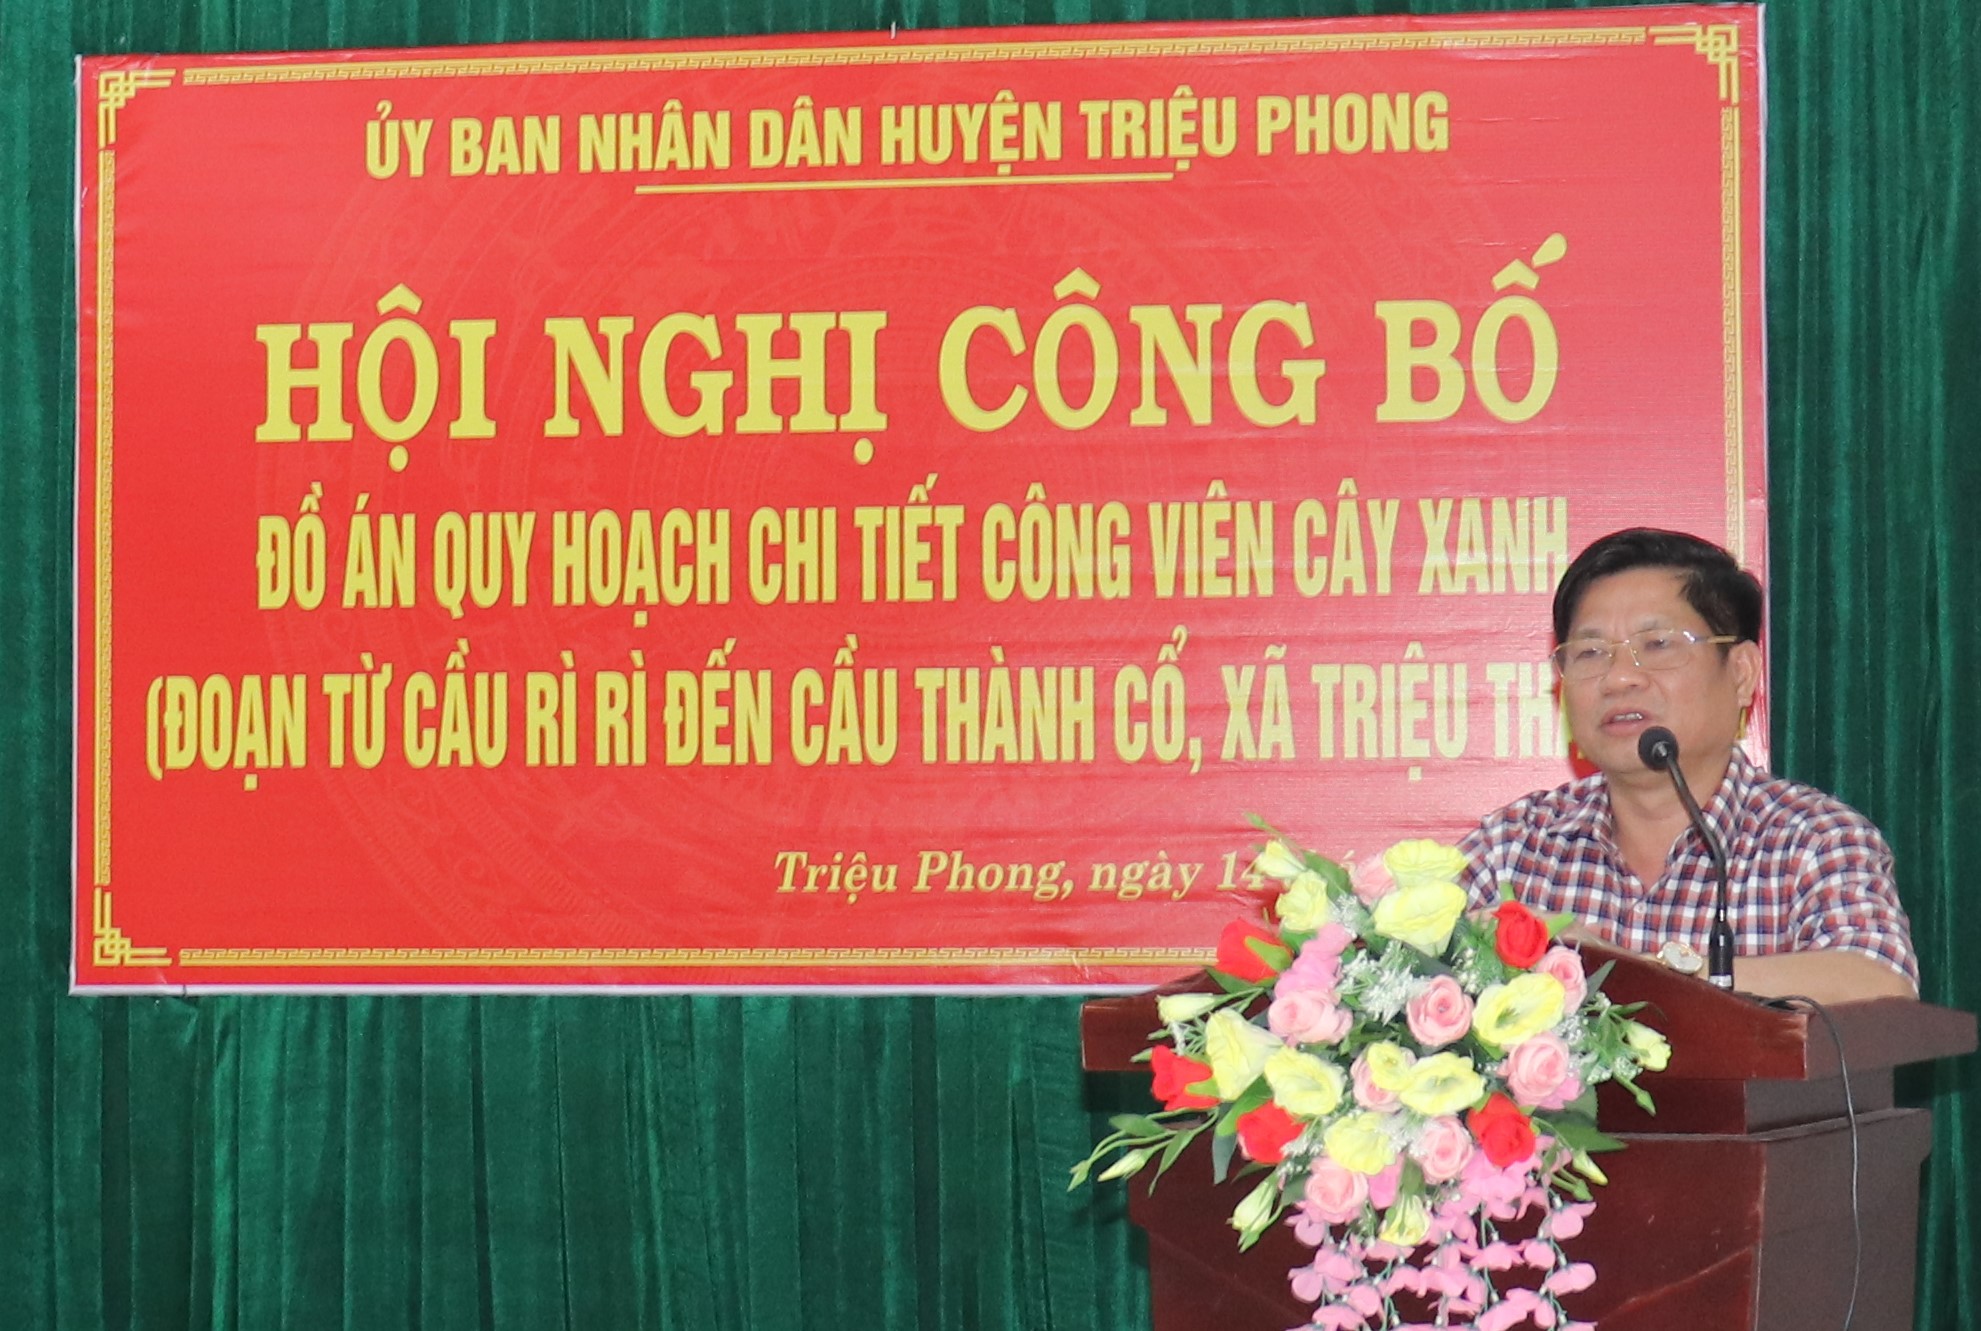 ỦY BAN NHÂN DÂN HUYỆN TRIỆU PHONG
HỘI NGHỊ CÔNG BỐ
ĐỒ ÁN QUY HOẠCH CHI TIẾT CÔNG VIÊN CÂY XANH
(ĐOẠN TỪ CẦU RÌ RÌ ĐẾN CẦU THÀNH CỔ, XÃ TRIỆU
Triệu Phong, ngày 14